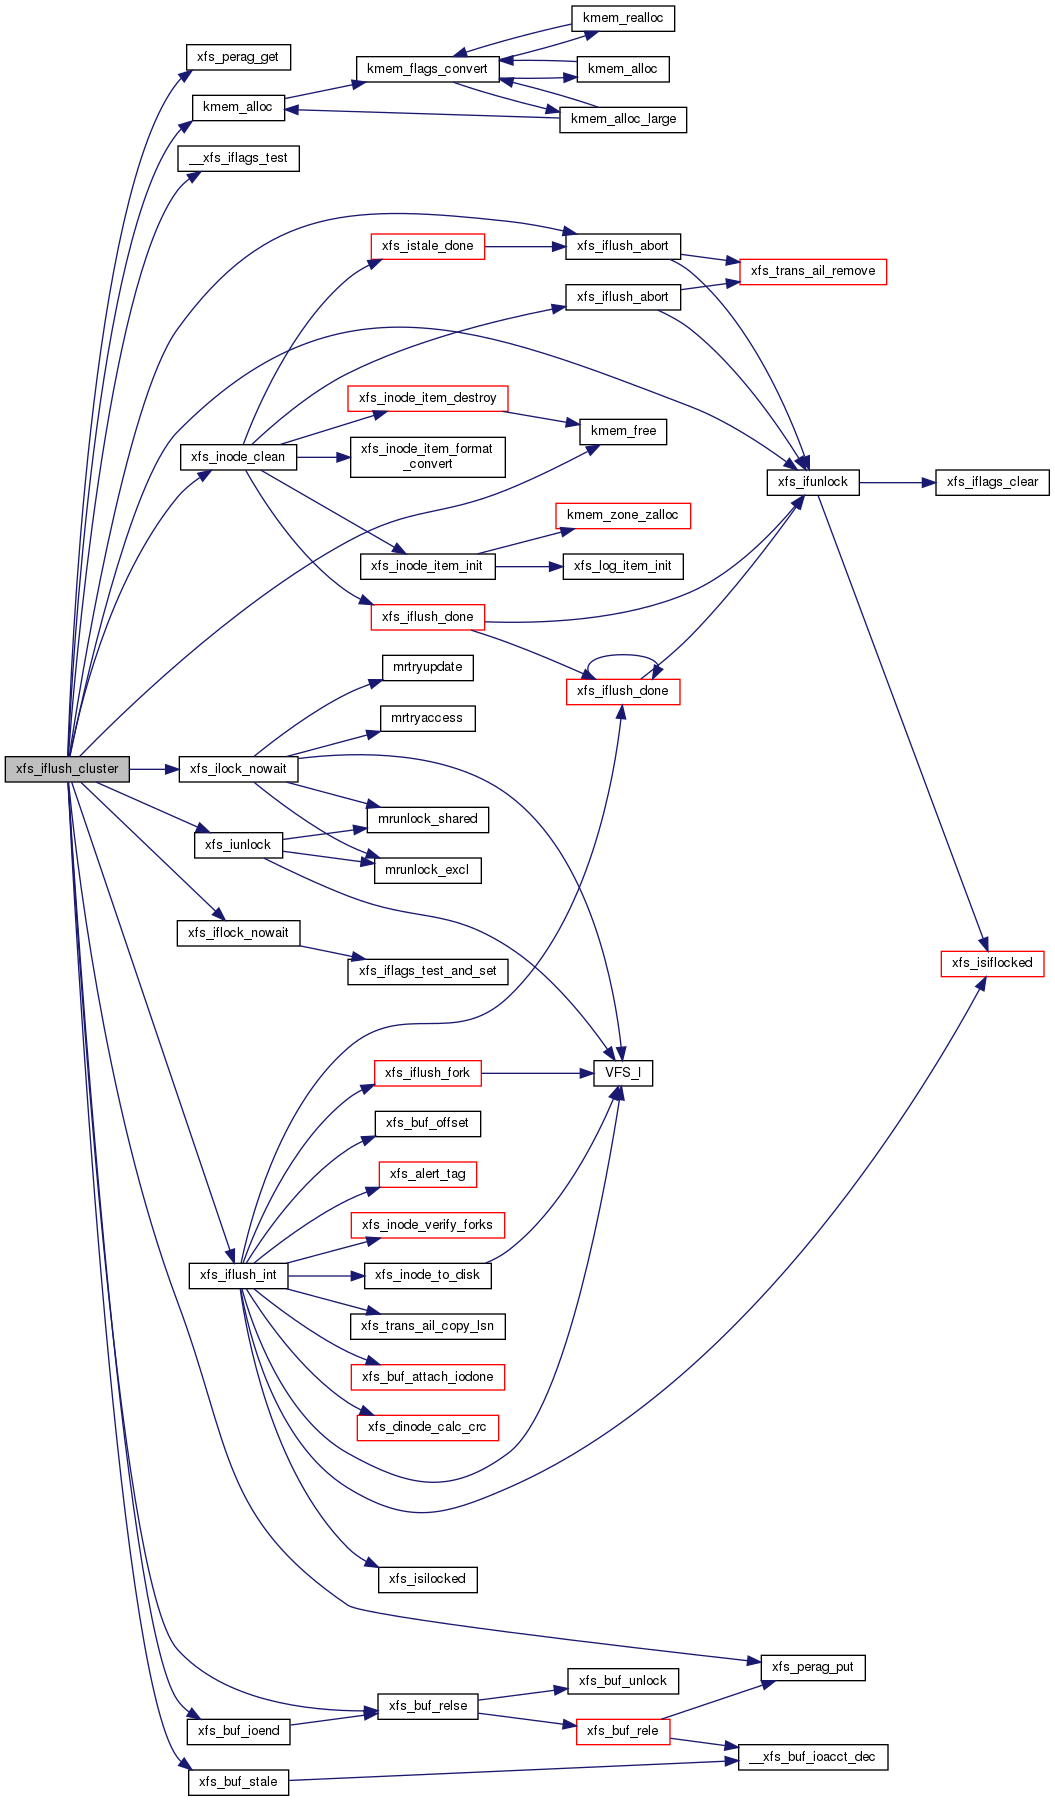 kmem_realloc
xfs_perag_get
kmem_flags_convert
kmem_alloc
kmem_alloc
kmem_alloc_large
__xfs_iflags_test
xfs_istale_done
xfs_iflush_abort
xfs_trans_ail_remove
xfs_iflush_abort
xfs_inode_item_destroy
kmem_free
xfs_inode_clean
xfs_inode_item_format
_convert
xfs_ifunlock
xfs_iflags_clear
kmem_zone_zalloc
xfs_inode_item_init
xfs_log_item_init
xfs_iflush_done
mrtryupdate
xfs_iflush_done
mrtryaccess
xfs_iflush_cluster
xfs_ilock_nowait
mrunlock_shared
xfs_iunlock
mrunlock_excl
xfs_iflock_nowait
xfs_iflags_test_and_set
xfs_isiflocked
xfs_iflush_fork
VFS_I
xfs_buf_offset
xfs_alert_tag
xfs_inode_verify_forks
xfs_iflush_int
xfs_inode_to_disk
xfs_trans_ail_copy_lsn
xfs_buf_attach_iodone
xfs_dinode_calc_crc
xfs_isilocked
xfs_perag_put
xfs_buf_unlock
xfs_buf_relse
xfs_buf_ioend
xfs_buf_rele
__xfs_buf_ioacct_dec
xfs_buf_stale